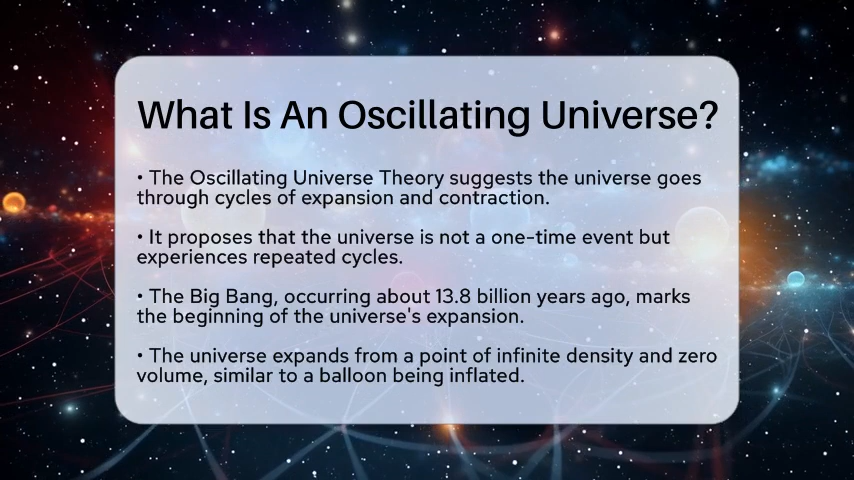 What Is An Oscillating Universe?
• The Oscillating Universe Theory suggests the universe goes
through cycles of expansion and contraction.
• It proposes that the universe is not a one-time event but
experiences repeated cycles.
• The Big Bang, occurring about 13.8 billion years ago, marks
the beginning of the universe's expansion.
• The universe expands from a point of infinite density and zero
volume, similar to a balloon being inflated.